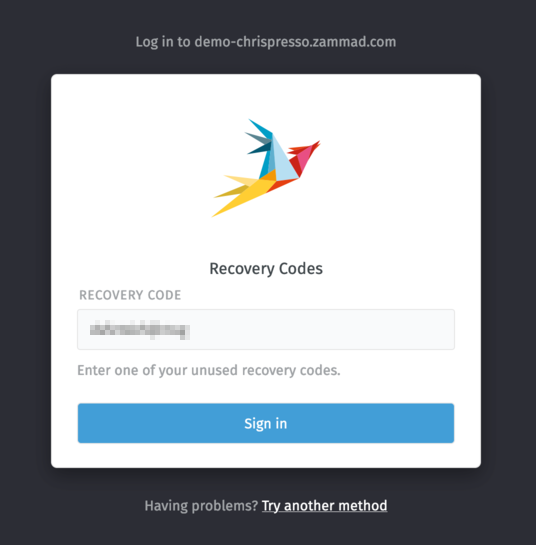 Log in to demo-chrispresso.zammad.com
Recovery Codes
RECOVERY CODE
Enter one of your unused recovery codes.
Sign in
Having problems? Try another method